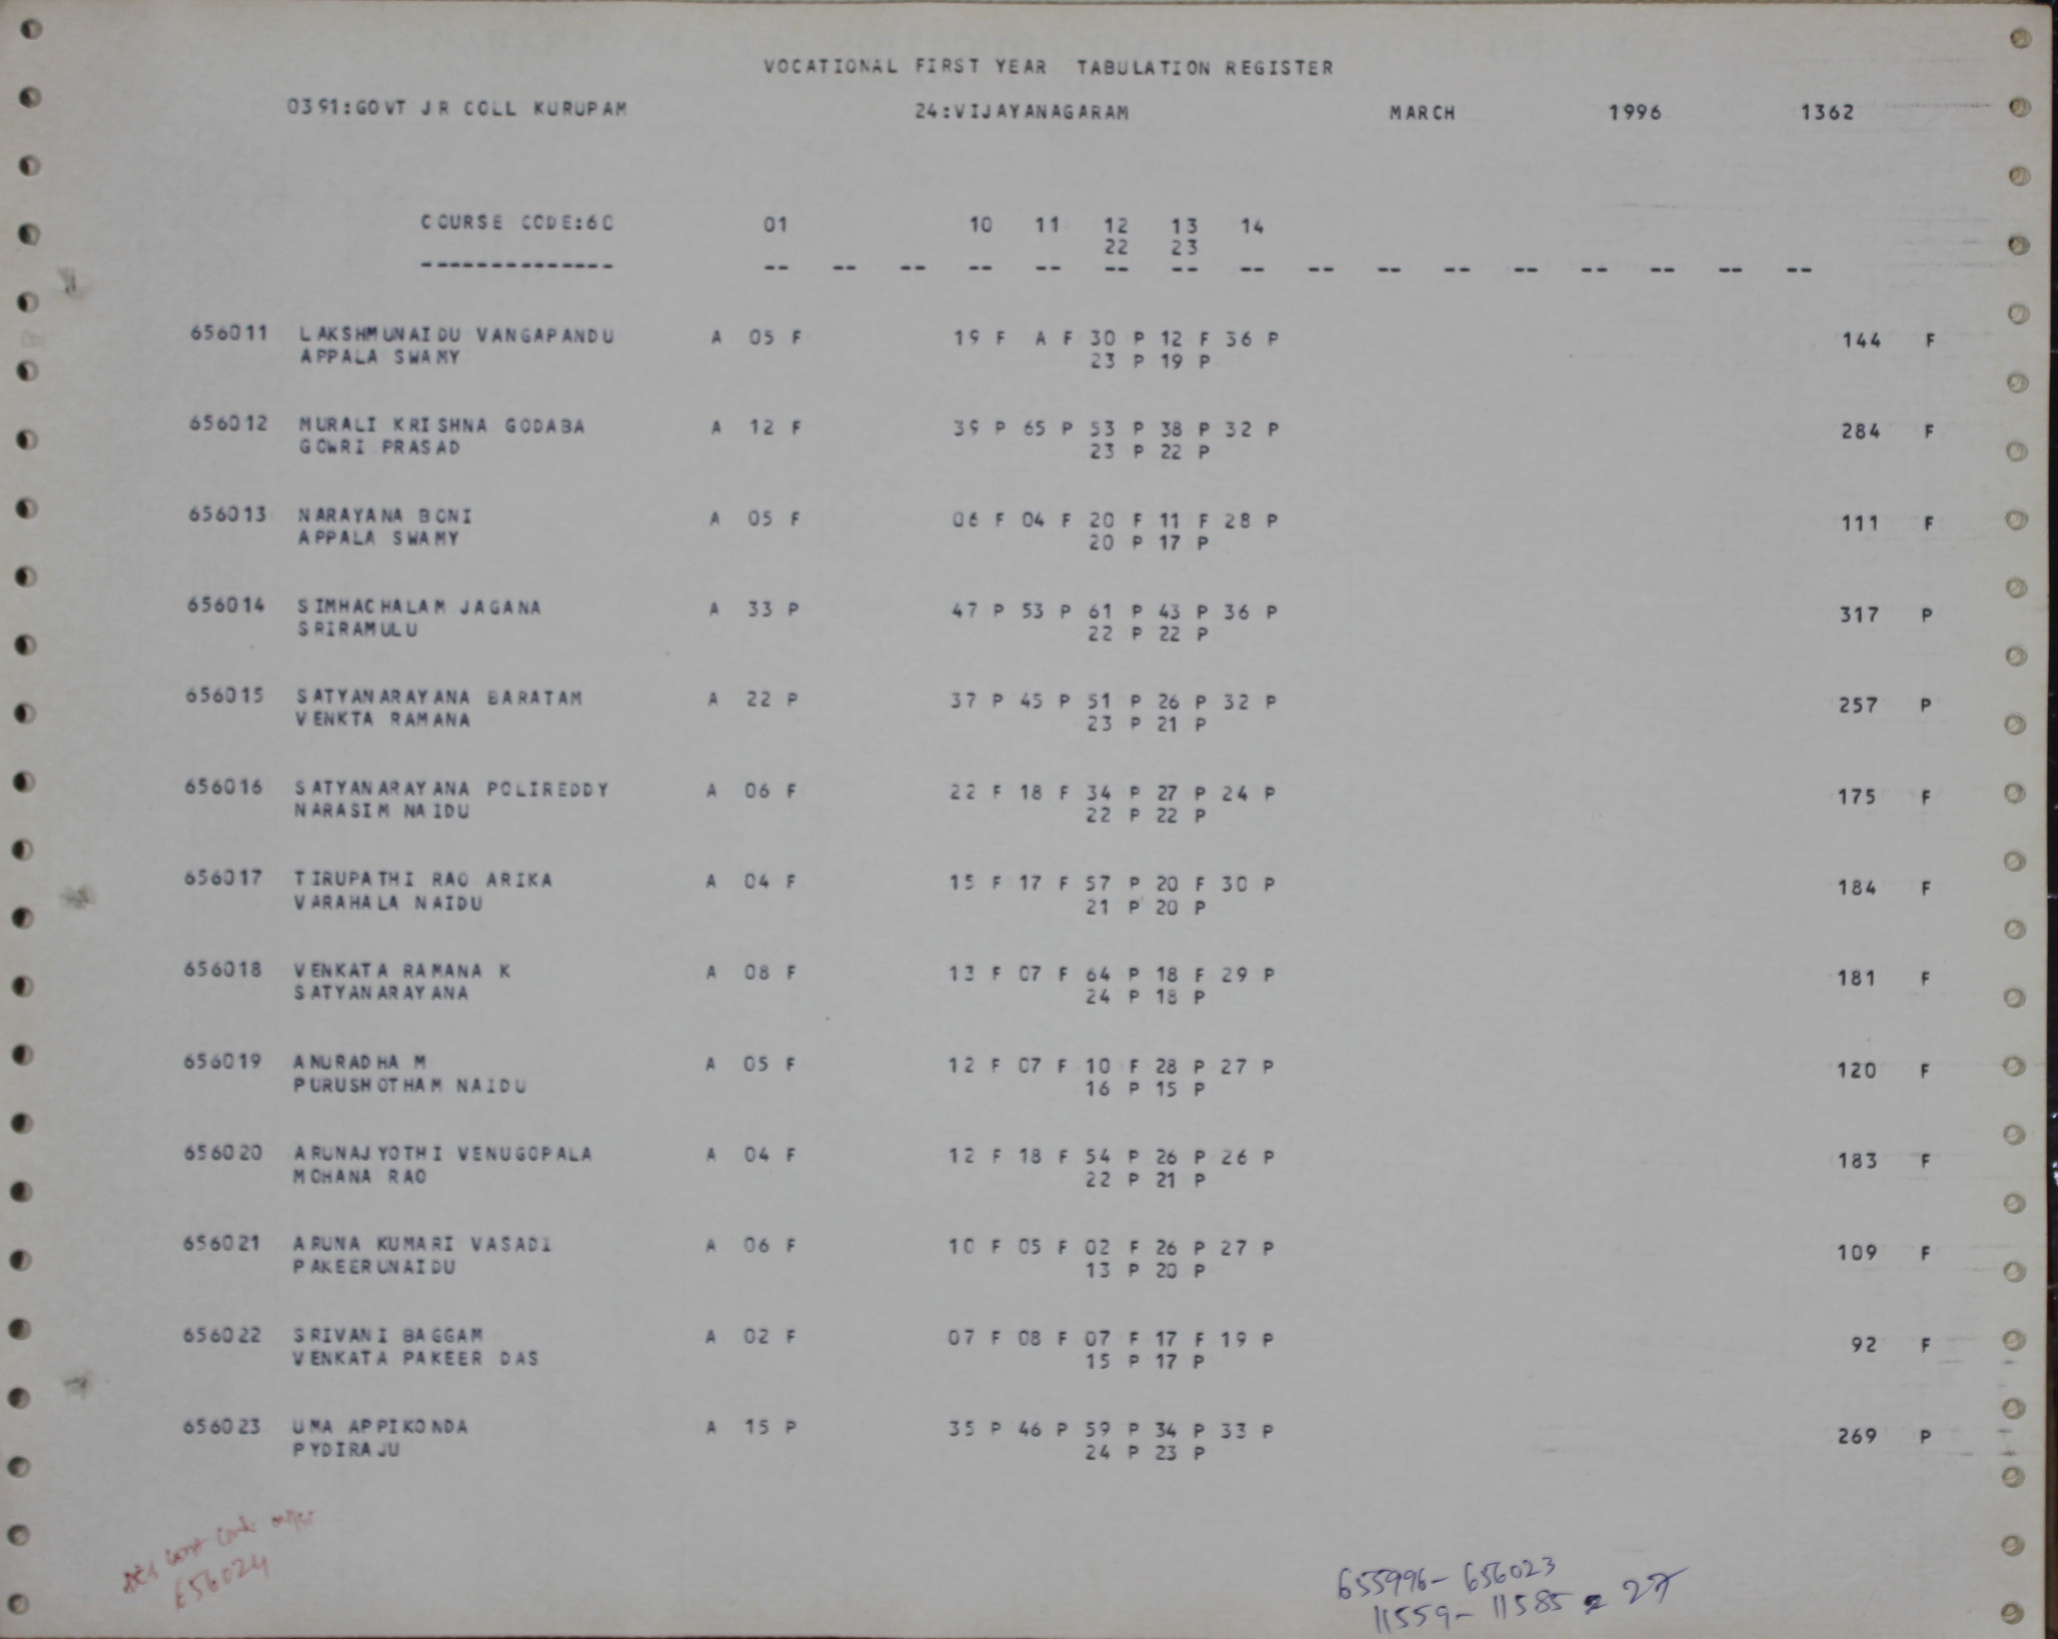 VOCATIONAL FIRST YEAR TABULATION REGISTER
0391:GOVT JR COLL KURUPAM 24:VIJAYANAGARAM MARCH 1996 1362
COURSE CODE:60 01 10 11 12 13 14
22 23
-------------- -- -- -- -- -- -- -- -- -- -- -- -- -- -- -- --
656011 LAKSHMUNAIDU VANGAPANDU A 05 F 19 F A F 30 P 12 F 36 P 144 F
APPALA SWAMY 23 P 19 P
656012 MURALI KRISHNA GODABA A 12 F 39 P 65 P 53 P 38 P 32 P 284 F
GOWRI PRASAD 23 P 22 P
656013 NARAYANA BONI A 05 F 06 F 04 F 20 F 11 F 28 P 111 F
APPALA SWAMY 20 P 17 P
656014 SIMHACHALAM JAGANA A 33 P 47 P 53 P 61 P 43 P 36 P 317 P
SRIRAMULU 22 P 22 P
656015 SATYANARAYANA BARATAM A 22 P 37 P 45 P 51 P 26 P 32 P 257 P
VENKTA RAMANA 23 P 21 P
656016 SATYANARAYANA POLIREDDY A 06 F 22 F 18 F 34 P 27 P 24 P 175 F
NARASIM NAIDU 22 P 22 P
656017 TIRUPATHI RAO ARIKA A 04 F 15 F 17 F 57 P 20 F 30 P 184 F
VARAHALA NAIDU 21 P 20 P
656018 VENKATA RAMANA K A 08 F 13 F 07 F 64 P 18 F 29 P 181 F
SATYANARAYANA 24 P 18 P
656019 ANURADHA M A 05 F 12 F 07 F 10 F 28 P 27 P 120 F
PURUSHOTHAM NAIDU 16 P 15 P
656020 ARUNAJYOTHI VENUGOPALA A 04 F 12 F 18 F 54 P 26 P 26 P 183 F
MOHANA RAO 22 P 21 P
656021 ARUNA KUMARI VASADI A 06 F 10 F 05 F 02 F 26 P 27 P 109 F
PAKEERUNAIDU 13 P 20 P
656022 SRIVANI BAGGAM A 02 F 07 F 08 F 07 F 17 F 19 P 92 F
VENKATA PAKEER DAS 15 P 17 P
656023 UMA APPIKONDA A 15 P 35 P 46 P 59 P 34 P 33 P 269 P
PYDIRAJU 24 P 23 P
656024
655996- 656023
11559- 11585 = 27